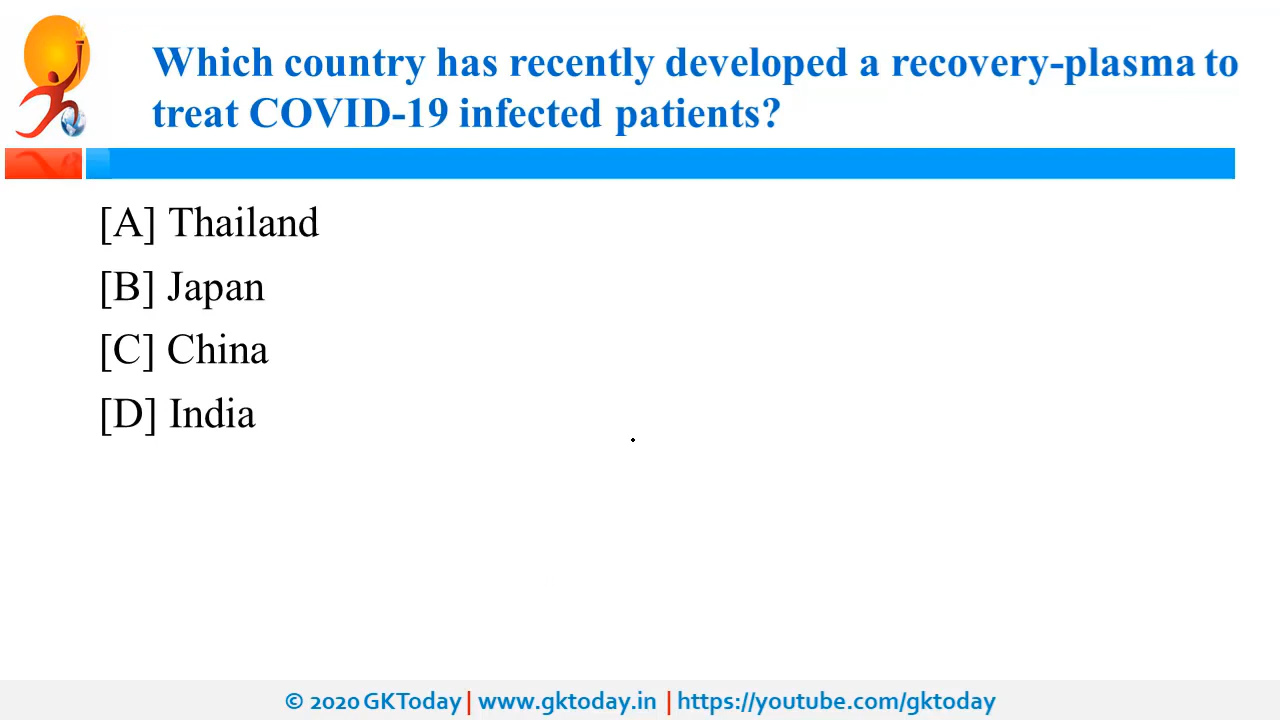 Which country has recently developed a recovery-plasma to
treat COVID-19 infected patients?
[A] Thailand
[B] Japan
[C] China
[D] India
© 2020 GKToday | www.gktoday.in | https://youtube.com/gktoday